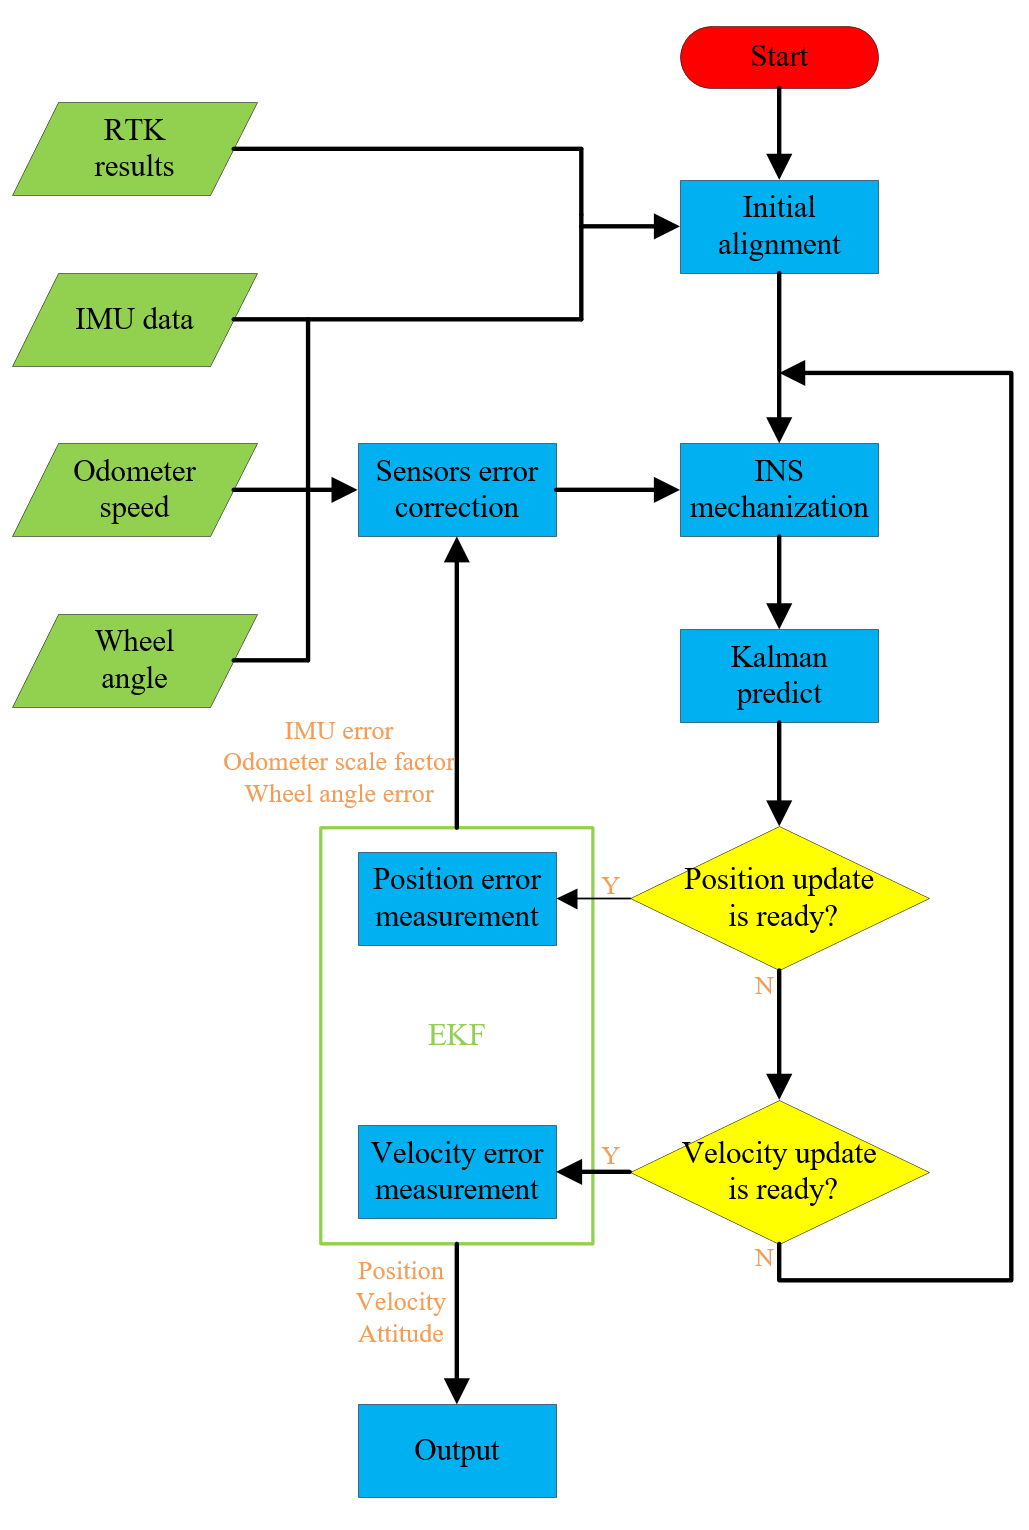 Start
RTK
results
Initial
alignment
IMU data
Odometer
speed
Sensors error
correction
INS
mechanization
Wheel
angle
Kalman
predict
IMU error
Odometer scale factor
Wheel angle error
Position error
measurement
Y
Position update
is ready?
N
EKF
Velocity error
measurement
Y
Velocity update
is ready?
N
Position
Velocity
Attitude
Output